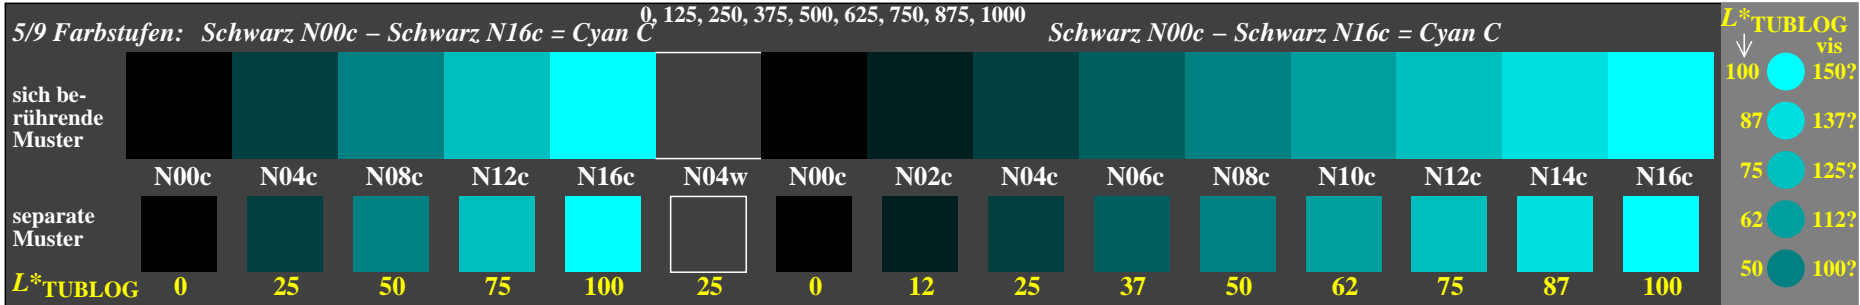 0, 125, 250, 375, 500, 625, 750, 875, 1000
5/9 Farbstufen: Schwarz N00c – Schwarz N16c = Cyan C
Schwarz N00c – Schwarz N16c = Cyan C
sich be-
rührende
Muster
N00c N04c N08c N12c N16c N04w N00c N02c N04c N06c N08c N10c N12c N14c N16c
separate
Muster
L*TUBLOG 0 25 50 75 100 25 0 12 25 37 50 62 75 87 100
L*TUBLOG
vis
100 150?
87 137?
75 125?
62 112?
50 100?